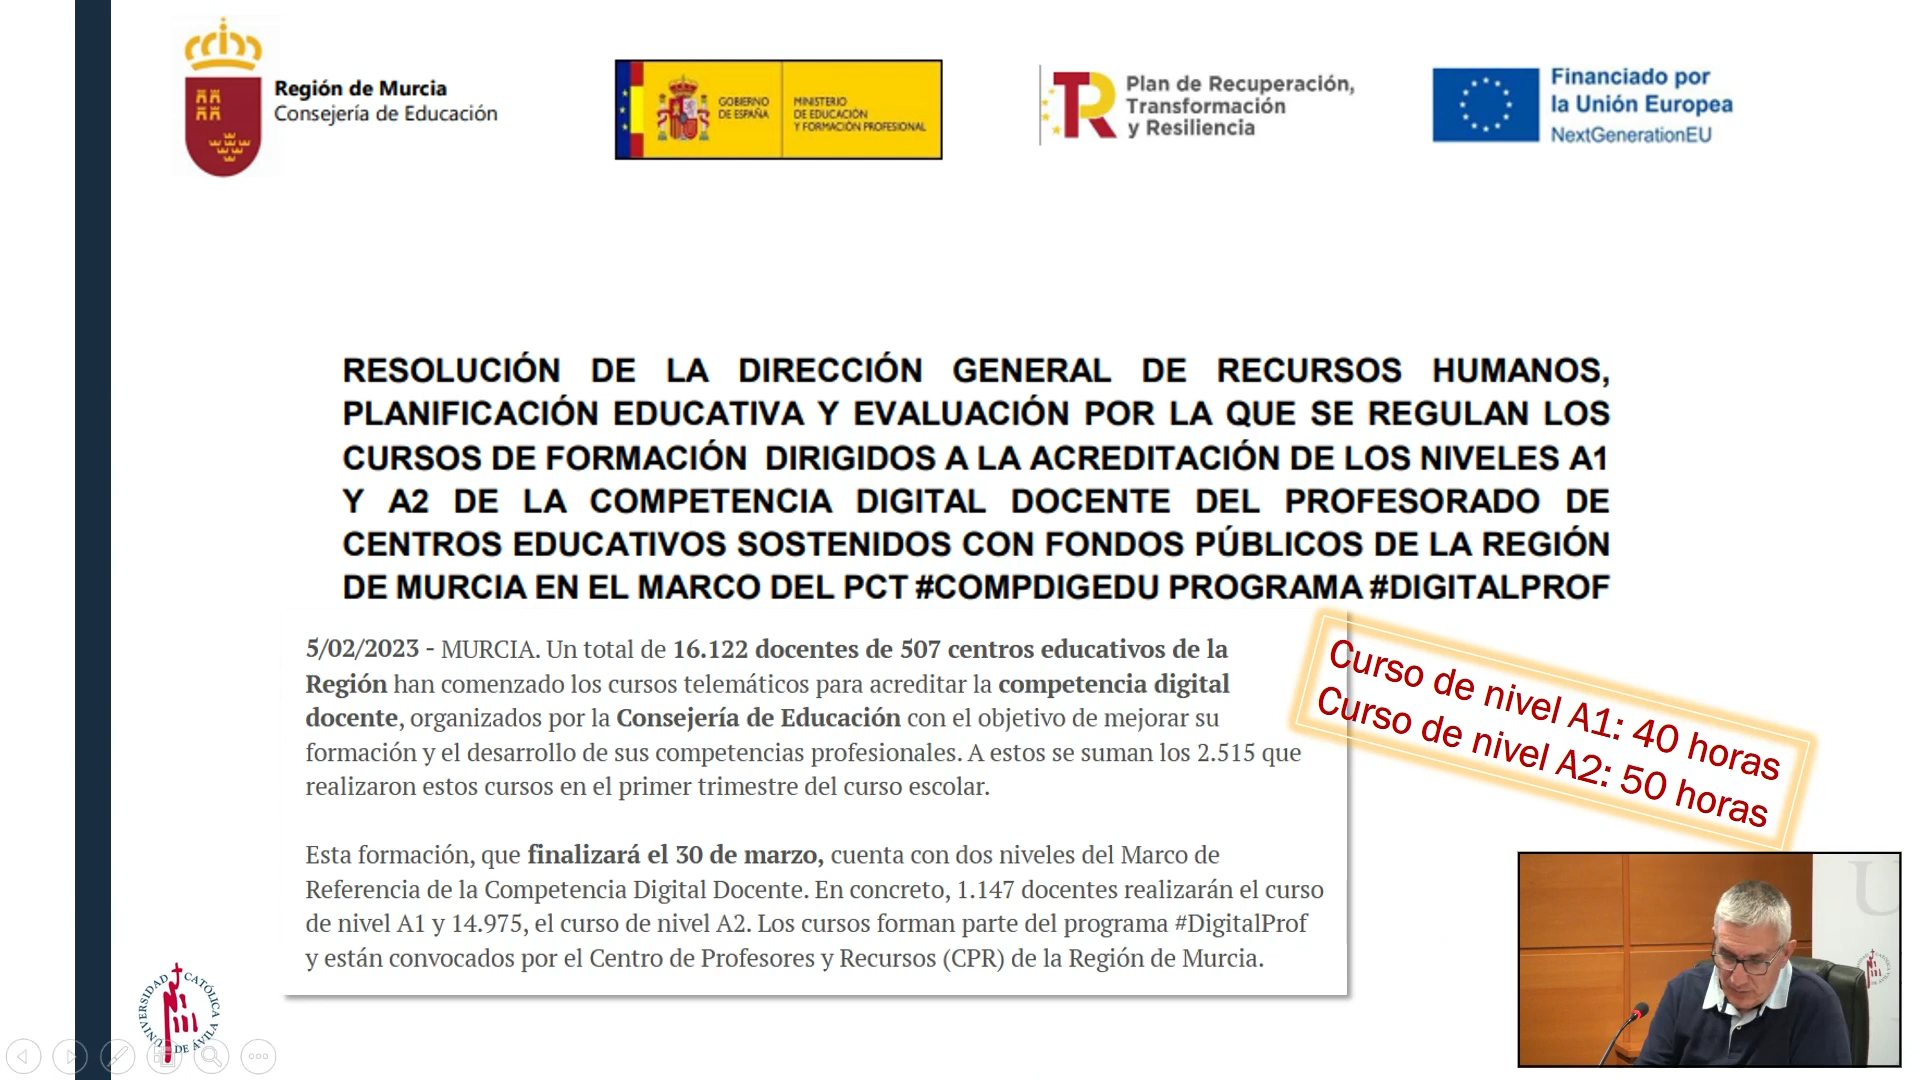 Región de Murcia
Consejería de Educación
GOBIERNO
DE ESPAÑA
MINISTERIO
DE EDUCACIÓN
Y FORMACIÓN PROFESIONAL
Plan de Recuperación,
Transformación
y Resiliencia
Financiado por
la Unión Europea
NextGenerationEU
RESOLUCIÓN DE LA DIRECCIÓN GENERAL DE RECURSOS HUMANOS,
PLANIFICACIÓN EDUCATIVA Y EVALUACIÓN POR LA QUE SE REGULAN LOS
CURSOS DE FORMACIÓN DIRIGIDOS A LA ACREDITACIÓN DE LOS NIVELES A1
Y A2 DE LA COMPETENCIA DIGITAL DOCENTE DEL PROFESORADO DE
CENTROS EDUCATIVOS SOSTENIDOS CON FONDOS PÚBLICOS DE LA REGIÓN
DE MURCIA EN EL MARCO DEL PCT #COMPDIGEDU PROGRAMA #DIGITALPROF
5/02/2023 - MURCIA. Un total de 16.122 docentes de 507 centros educativos de la
Región han comenzado los cursos telemáticos para acreditar la competencia digital
docente, organizados por la Consejería de Educación con el objetivo de mejorar su
formación y el desarrollo de sus competencias profesionales. A estos se suman los 2.515 que
realizaron estos cursos en el primer trimestre del curso escolar.
Esta formación, que finalizará el 30 de marzo, cuenta con dos niveles del Marco de
Referencia de la Competencia Digital Docente. En concreto, 1.147 docentes realizarán el curso
de nivel A1 y 14.975, el curso de nivel A2. Los cursos forman parte del programa #DigitalProf
y están convocados por el Centro de Profesores y Recursos (CPR) de la Región de Murcia.
Curso de nivel A1: 40 horas
Curso de nivel A2: 50 horas
UNIVERSIDAD CATÓLICA DE ÁVILA
U